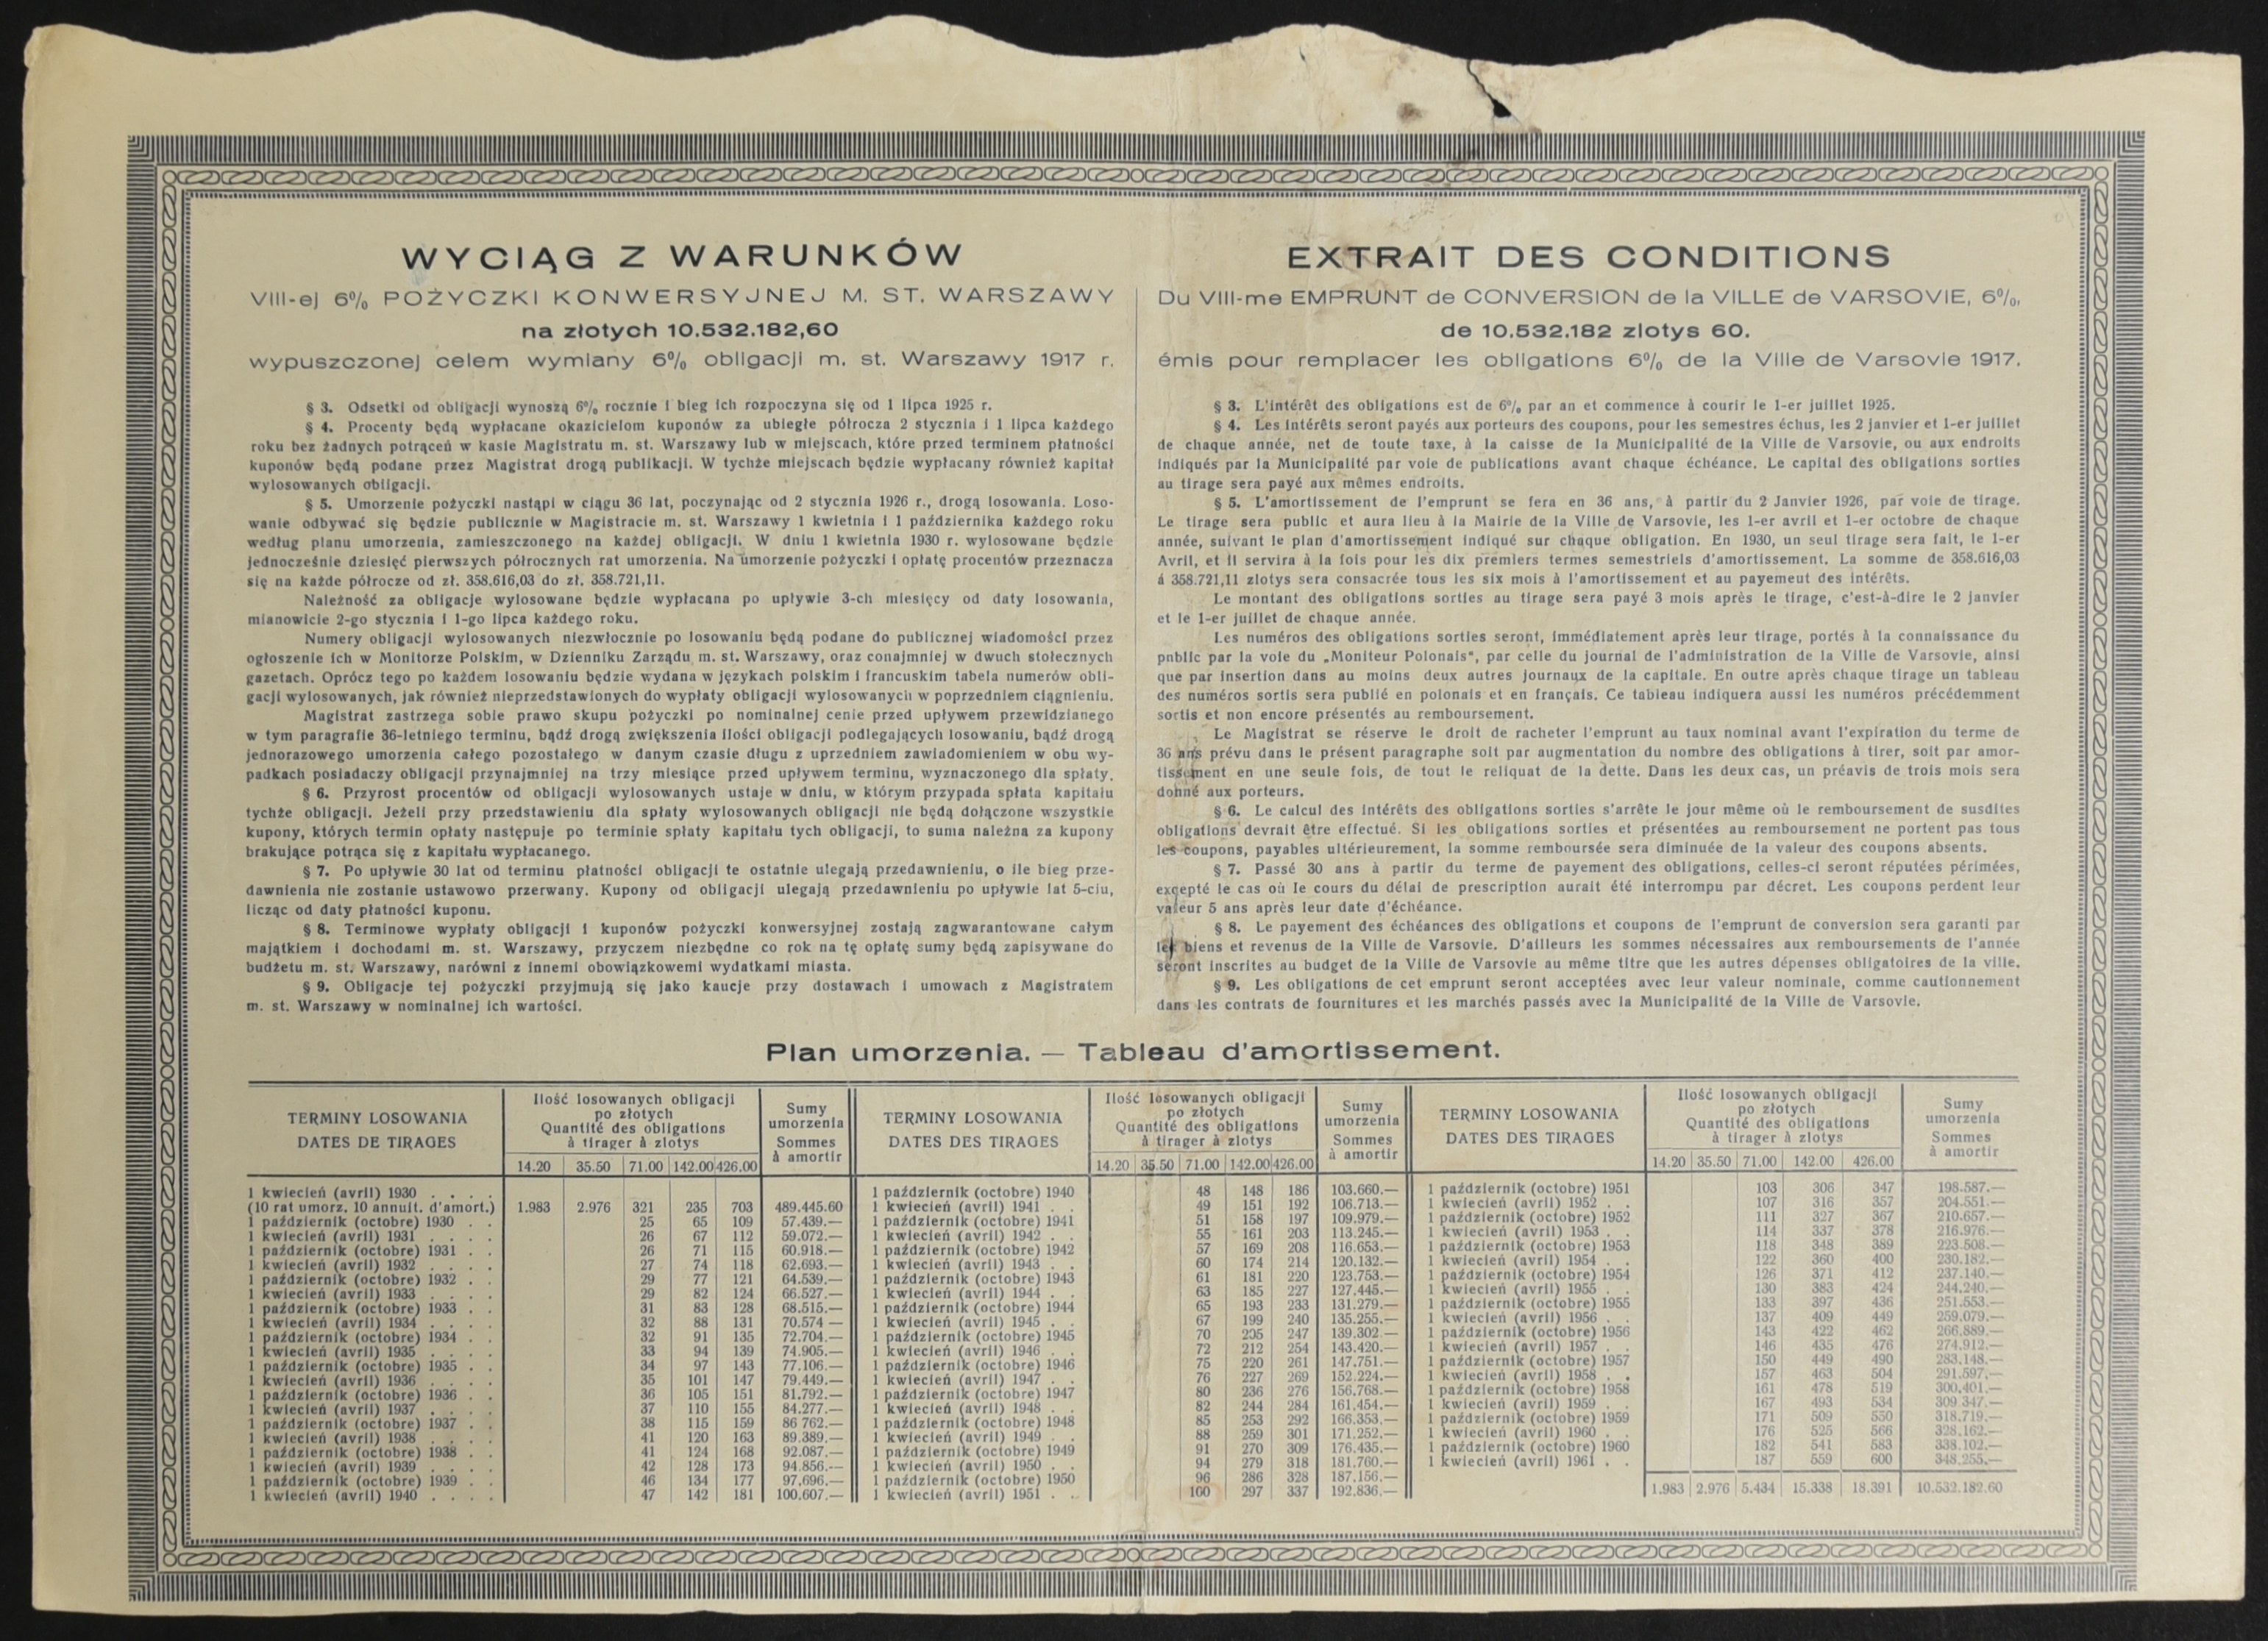 WYCIĄG Z WARUNKÓW
VIII-ej 6% POŻYCZKI KONWERSYJNEJ M. ST. WARSZAWY
na złotych 10.532.182,60
wypuszczonej celem wymiany 6% obligacji m. st. Warszawy 1917 r.
§ 3. Odsetki od obligacji wynoszą 6% rocznie i bieg ich rozpoczyna się od 1 lipca 1925 r.
§ 4. Procenty będą wypłacane okazicielom kuponów za ubiegłe półrocza 2 stycznia i 1 lipca każdego
roku bez żadnych potrąceń w kasie Magistratu m. st. Warszawy lub w miejscach, które przed terminem płatności
kuponów będą podane przez Magistrat drogą publikacji. W tychże miejscach będzie wypłacany również kapitał
wylosowanych obligacji.
§ 5. Umorzenie pożyczki nastąpi w ciągu 36 lat, poczynając od 2 stycznia 1926 r., drogą losowania. Loso-
wanie odbywać się będzie publicznie w Magistracie m. st. Warszawy 1 kwietnia i 1 października każdego roku
według planu umorzenia, zamieszczonego na każdej obligacji. W dniu 1 kwietnia 1930 r. wylosowane będzie
jednocześnie dziesięć pierwszych półrocznych rat umorzenia. Na umorzenie pożyczki i opłatę procentów przeznacza
się na każde półrocze od zł. 358.616,03 do zł. 358.721,11.
Należność za obligacje wylosowane będzie wypłacana po upływie 3-ch miesięcy od daty losowania,
mianowicie 2-go stycznia i 1-go lipca każdego roku.
Numery obligacji wylosowanych niezwłocznie po losowaniu będą podane do publicznej wiadomości przez
ogłoszenie ich w Monitorze Polskim, w Dzienniku Zarządu m. st. Warszawy, oraz conajmniej w dwuch stołecznych
gazetach. Oprócz tego po każdem losowaniu będzie wydana w językach polskim i francuskim tabela numerów obli-
gacji wylosowanych, jak również nieprzedstawionych do wypłaty obligacji wylosowanych w poprzedniem ciągnieniu.
Magistrat zastrzega sobie prawo skupu pożyczki po nominalnej cenie przed upływem przewidzianego
w tym paragrafie 36-letniego terminu, bądź drogą zwiększenia ilości obligacji podlegających losowaniu, bądź drogą
jednorazowego umorzenia całego pozostałego w danym czasie długu z uprzedniem zawiadomieniem w obu wy-
padkach posiadaczy obligacji przynajmniej na trzy miesiące przed upływem terminu, wyznaczonego dla spłaty.
§ 6. Przyrost procentów od obligacji wylosowanych ustaje w dniu, w którym przypada spłata kapitału
tychże obligacji. Jeżeli przy przedstawieniu dla spłaty wylosowanych obligacji nie będą dołączone wszystkie
kupony, których termin opłaty następuje po terminie spłaty kapitału tych obligacji, to suma należna za kupony
brakujące potrąca się z kapitału wypłacanego.
§ 7. Po upływie 30 lat od terminu płatności obligacji te ostatnie ulegają przedawnieniu, o ile bieg prze-
dawnienia nie zostanie ustawowo przerwany. Kupony od obligacji ulegają przedawnieniu po upływie lat 5-ciu,
licząc od daty płatności kuponu.
§ 8. Terminowe wypłaty obligacji i kuponów pożyczki konwersyjnej zostają zagwarantowane całym
majątkiem i dochodami m. st. Warszawy, przyczem niezbędne co rok na tę opłatę sumy będą zapisywane do
budżetu m. st. Warszawy, narówni z innemi obowiązkowemi wydatkami miasta.
§ 9. Obligacje tej pożyczki przyjmują się jako kaucje przy dostawach i umowach z Magistratem
m. st. Warszawy w nominalnej ich wartości.
EXTRAIT DES CONDITIONS
Du VIII-me EMPRUNT de CONVERSION de la VILLE de VARSOVIE, 6%,
de 10.532.182 zlotys 60.
émis pour remplacer les obligations 6% de la Ville de Varsovie 1917.
§ 3. L'intérêt des obligations est de 6% par an et commence à courir le 1-er juillet 1925.
§ 4. Les intérêts seront payés aux porteurs des coupons, pour les semestres échus, les 2 janvier et 1-er juillet
de chaque année, net de toute taxe, à la caisse de la Municipalité de la Ville de Varsovie, ou aux endroits
indiqués par la Municipalité par voie de publications avant chaque échéance. Le capital des obligations sorties
au tirage sera payé aux mêmes endroits.
§ 5. L'amortissement de l'emprunt se fera en 36 ans, à partir du 2 Janvier 1926, par voie de tirage.
Le tirage sera public et aura lieu à la Mairie de la Ville de Varsovie, les 1-er avril et 1-er octobre de chaque
année, suivant le plan d'amortissement indiqué sur chaque obligation. En 1930, un seul tirage sera fait, le 1-er
Avril, et il servira à la fois pour les dix premiers termes semestriels d'amortissement. La somme de 358.616,03
á 358.721,11 zlotys sera consacrée tous les six mois à l'amortissement et au payemeut des intérêts.
Le montant des obligations sorties au tirage sera payé 3 mois après le tirage, c'est-à-dire le 2 janvier
et le 1-er juillet de chaque année.
Les numéros des obligations sorties seront, immédiatement après leur tirage, portés à la connaissance du
pnblic par la voie du „Moniteur Polonais“, par celle du journal de l'administration de la Ville de Varsovie, ainsi
que par insertion dans au moins deux autres journaux de la capitale. En outre après chaque tirage un tableau
des numéros sortis sera publié en polonais et en français. Ce tableau indiquera aussi les numéros précédemment
sortis et non encore présentés au remboursement.
Le Magistrat se réserve le droit de racheter l'emprunt au taux nominal avant l'expiration du terme de
36 ans prévu dans le présent paragraphe soit par augmentation du nombre des obligations à tirer, soit par amor-
tissement en une seule fois, de tout le reliquat de la dette. Dans les deux cas, un préavis de trois mois sera
donné aux porteurs.
§ 6. Le calcul des intérêts des obligations sorties s'arrête le jour même où le remboursement de susdites
obligations devrait être effectué. Si les obligations sorties et présentées au remboursement ne portent pas tous
les coupons, payables ultérieurement, la somme remboursée sera diminuée de la valeur des coupons absents.
§ 7. Passé 30 ans à partir du terme de payement des obligations, celles-ci seront réputées périmées,
excepté le cas où le cours du délai de prescription aurait été interrompu par décret. Les coupons perdent leur
valeur 5 ans après leur date d'échéance.
§ 8. Le payement des échéances des obligations et coupons de l'emprunt de conversion sera garanti par
les biens et revenus de la Ville de Varsovie. D'ailleurs les sommes nécessaires aux remboursements de l'année
seront inscrites au budget de la Ville de Varsovie au même titre que les autres dépenses obligatoires de la ville.
§ 9. Les obligations de cet emprunt seront acceptées avec leur valeur nominale, comme cautionnement
dans les contrats de fournitures et les marchés passés avec la Municipalité de la Ville de Varsovie.
Plan umorzenia. — Tableau d'amortissement.
TERMINY LOSOWANIA
DATES DE TIRAGES
Ilość losowanych obligacji
po złotych
Quantité des obligations
à tirager à zlotys
14.20 35.50 71.00 142.00 426.00
Sumy
umorzenia
Sommes
à amortir
1 kwiecień (avril) 1930 . . . .
(10 rat umorz. 10 annuit. d'amort.) 1.983 2.976 321 235 703 489.445.60
1 październik (octobre) 1930 . . 25 65 109 57.439.—
1 kwiecień (avril) 1931 . . . . 26 67 112 59.072.—
1 październik (octobre) 1931 . . 26 71 115 60.918.—
1 kwiecień (avril) 1932 . . . . 27 74 118 62.693.—
1 październik (octobre) 1932 . . 29 77 121 64.539.—
1 kwiecień (avril) 1933 . . . . 29 82 124 66.527.—
1 październik (octobre) 1933 . . 31 83 128 68.515.—
1 kwiecień (avril) 1934 . . . . 32 88 131 70.574 —
1 październik (octobre) 1934 . . 32 91 135 72.704.—
1 kwiecień (avril) 1935 . . . . 33 94 139 74.905.—
1 październik (octobre) 1935 . . 34 97 143 77.106.—
1 kwiecień (avril) 1936 . . . . 35 101 147 79.449.—
1 październik (octobre) 1936 . . 36 105 151 81.792.—
1 kwiecień (avril) 1937 . . . . 37 110 155 84.277.—
1 październik (octobre) 1937 . . 38 115 159 86 762.—
1 kwiecień (avril) 1938 . . . . 41 120 163 89.389.—
1 październik (octobre) 1938 . . 41 124 168 92.087.—
1 kwiecień (avril) 1939 . . . . 42 128 173 94.856.—
1 październik (octobre) 1939 . . 46 134 177 97.696.—
1 kwiecień (avril) 1940 . . . . 47 142 181 100.607.—
TERMINY LOSOWANIA
DATES DES TIRAGES
Ilość losowanych obligacji
po złotych
Quantité des obligations
à tirager à zlotys
14.20 35.50 71.00 142.00 426.00
Sumy
umorzenia
Sommes
à amortir
1 październik (octobre) 1940 48 148 186 103.660.—
1 kwiecień (avril) 1941 . . 49 151 192 106.713.—
1 październik (octobre) 1941 51 158 197 109.979.—
1 kwiecień (avril) 1942 . . 55 161 203 113.245.—
1 październik (octobre) 1942 57 169 208 116.653.—
1 kwiecień (avril) 1943 . . 60 174 214 120.132.—
1 październik (octobre) 1943 61 181 220 123.753.—
1 kwiecień (avril) 1944 . . 63 185 227 127.445.—
1 październik (octobre) 1944 65 193 233 131.279.—
1 kwiecień (avril) 1945 . . 67 199 240 135.255.—
1 październik (octobre) 1945 70 205 247 139.302.—
1 kwiecień (avril) 1946 . . 72 212 254 143.420.—
1 październik (octobre) 1946 75 220 261 147.751.—
1 kwiecień (avril) 1947 . . 76 227 269 152.224.—
1 październik (octobre) 1947 80 236 276 156.768.—
1 kwiecień (avril) 1948 . . 82 244 284 161.454.—
1 październik (octobre) 1948 85 253 292 166.353.—
1 kwiecień (avril) 1949 . . 88 259 301 171.252.—
1 październik (octobre) 1949 91 270 309 176.435.—
1 kwiecień (avril) 1950 . . 94 279 318 181.760.—
1 październik (octobre) 1950 96 286 328 187.156.—
1 kwiecień (avril) 1951 . . 100 297 337 192.836.—
TERMINY LOSOWANIA
DATES DES TIRAGES
Ilość losowanych obligacji
po złotych
Quantité des obligations
à tirager à zlotys
14.20 35.50 71.00 142.00 426.00
Sumy
umorzenia
Sommes
à amortir
1 październik (octobre) 1951 103 306 347 198.587.—
1 kwiecień (avril) 1952 . . 107 316 357 204.551.—
1 październik (octobre) 1952 111 327 367 210.657.—
1 kwiecień (avril) 1953 . . 114 337 378 216.976.—
1 październik (octobre) 1953 118 348 389 223.508.—
1 kwiecień (avril) 1954 . . 122 360 400 230.182.—
1 październik (octobre) 1954 126 371 412 237.140.—
1 kwiecień (avril) 1955 . . 130 383 424 244.240.—
1 październik (octobre) 1955 133 397 436 251.553.—
1 kwiecień (avril) 1956 . . 137 409 449 259.079.—
1 październik (octobre) 1956 143 422 462 266.889.—
1 kwiecień (avril) 1957 . . 146 435 476 274.912.—
1 październik (octobre) 1957 150 449 490 283.148.—
1 kwiecień (avril) 1958 . . 157 463 504 291.597.—
1 październik (octobre) 1958 161 478 519 300.401.—
1 kwiecień (avril) 1959 . . 167 493 534 309.347.—
1 październik (octobre) 1959 171 509 550 318.719.—
1 kwiecień (avril) 1960 . . 176 525 566 328.162.—
1 październik (octobre) 1960 182 541 583 338.102.—
1 kwiecień (avril) 1961 . . 187 559 600 348.255.—
1.983 2.976 5.434 15.338 18.391 10.532.182.60